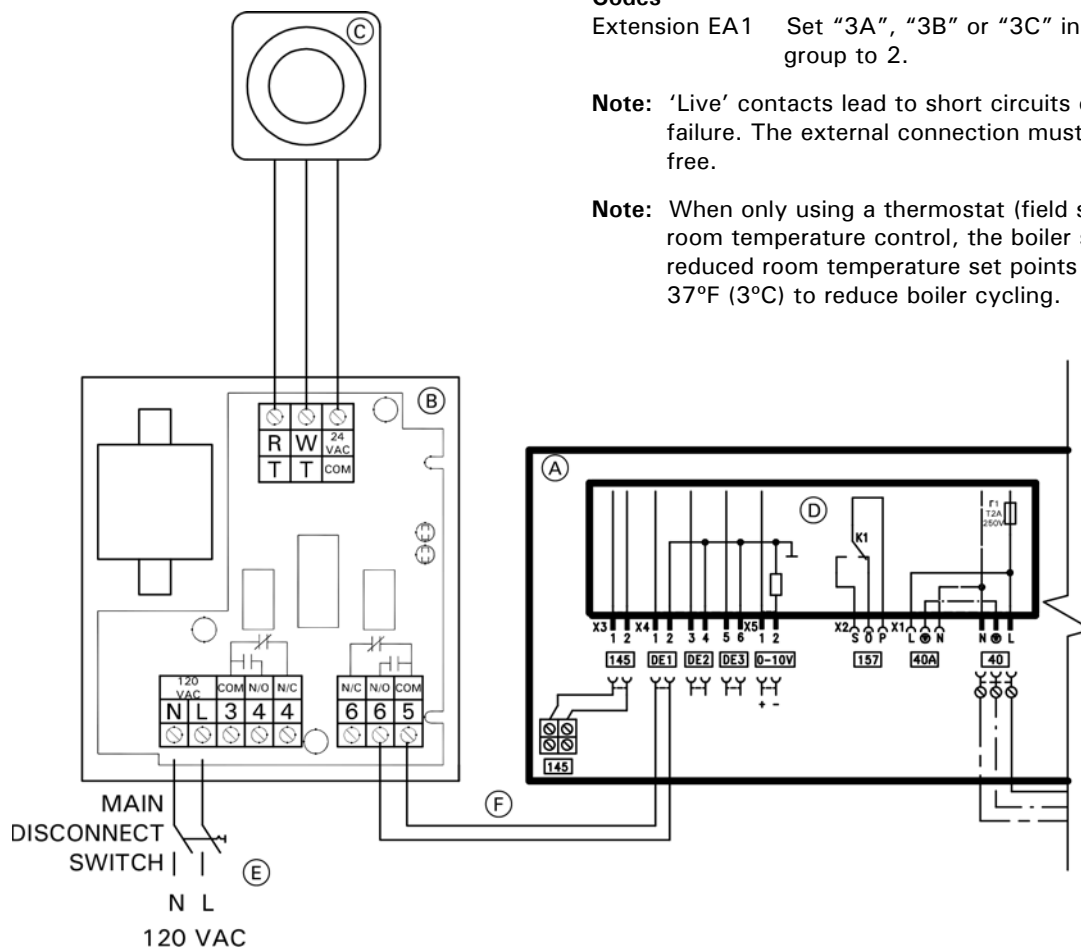 Codes
Extension EA1 Set “3A”, “3B” or “3C” in
group to 2.
Note: ‘Live’ contacts lead to short circuits
failure. The external connection must
free.
Note: When only using a thermostat (field
room temperature control, the boiler
reduced room temperature set points
37°F (3°C) to reduce boiler cycling.
C
B
R W 24 VAC
T T COM
A
D
F1
T2A
250V
K1
X3 1 2 X4 1 2 3 4 5 6 X5 1 2 X2 S Ö P X1 L N N L
145 DE1 DE2 DE3 0-10V 157 40A 40
+ -
145
120 VAC COM N/O N/C
N L 3 4 4
N/C N/O COM
6 6 5
F
MAIN
DISCONNECT
SWITCH
E
N L
120 VAC